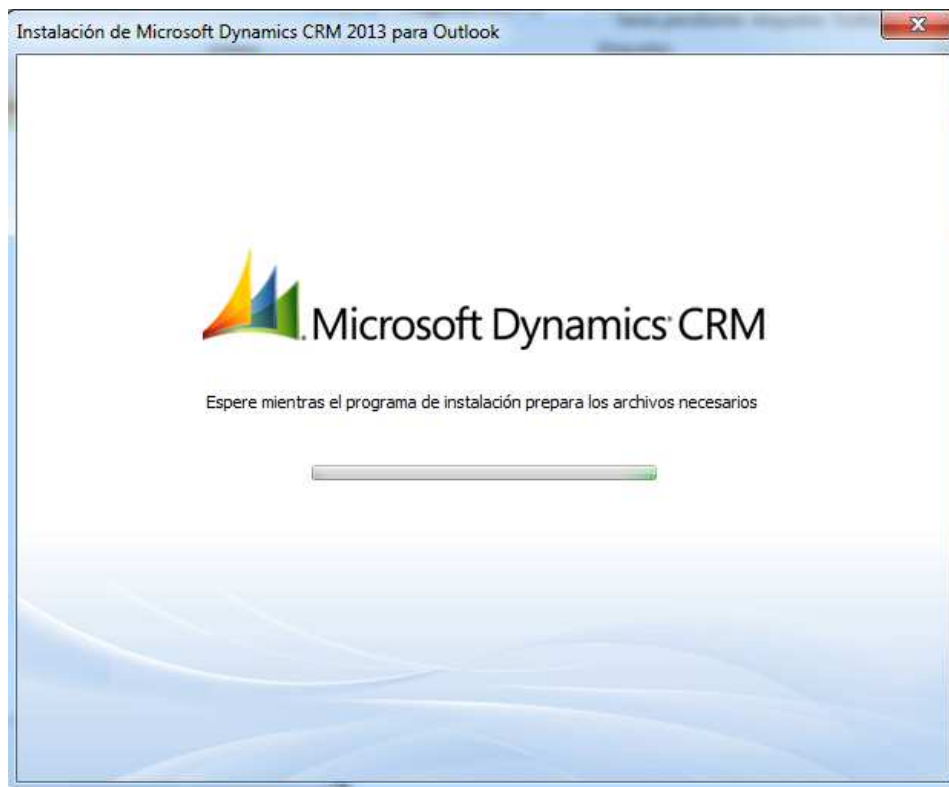 Instalación de Microsoft Dynamics CRM 2013 para Outlook
Microsoft Dynamics CRM
Espere mientras el programa de instalación prepara los archivos necesarios